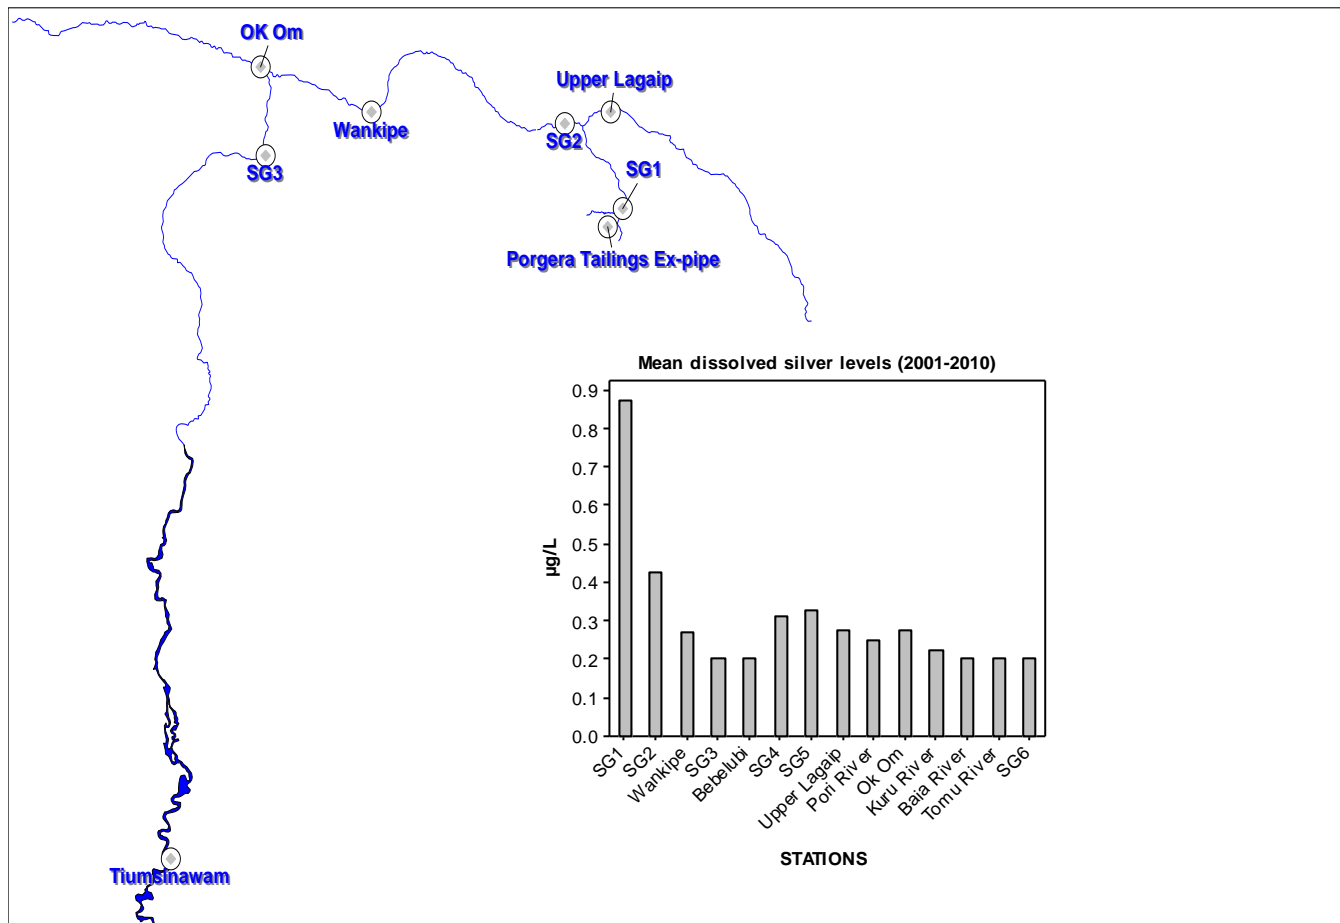 OK Om
Upper Lagaip
Wankipe
SG2
SG3
SG1
Porgera Tailings Ex-pipe
Mean dissolved silver levels (2001-2010)
0.9
0.8
0.7
0.6
0.5
0.4
0.3
0.2
0.1
0.0
µg/L
SG1
SG2
Wankipe
SG3
Bebelubi
SG4
SG5
Upper Lagaip
Pori River
Ok Om
Kuru River
Baia River
Tomu River
SG6
STATIONS
Tiumsinawam